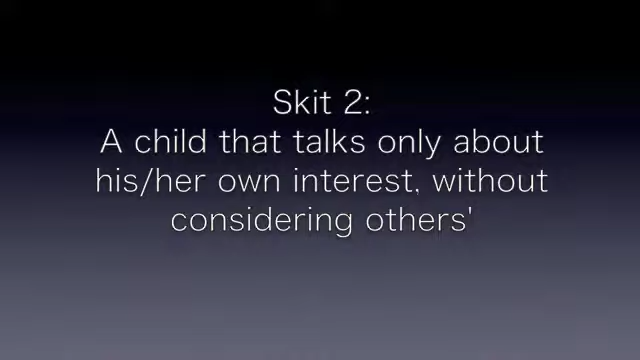 Skit 2:
A child that talks only about
his/her own interest, without
considering others'